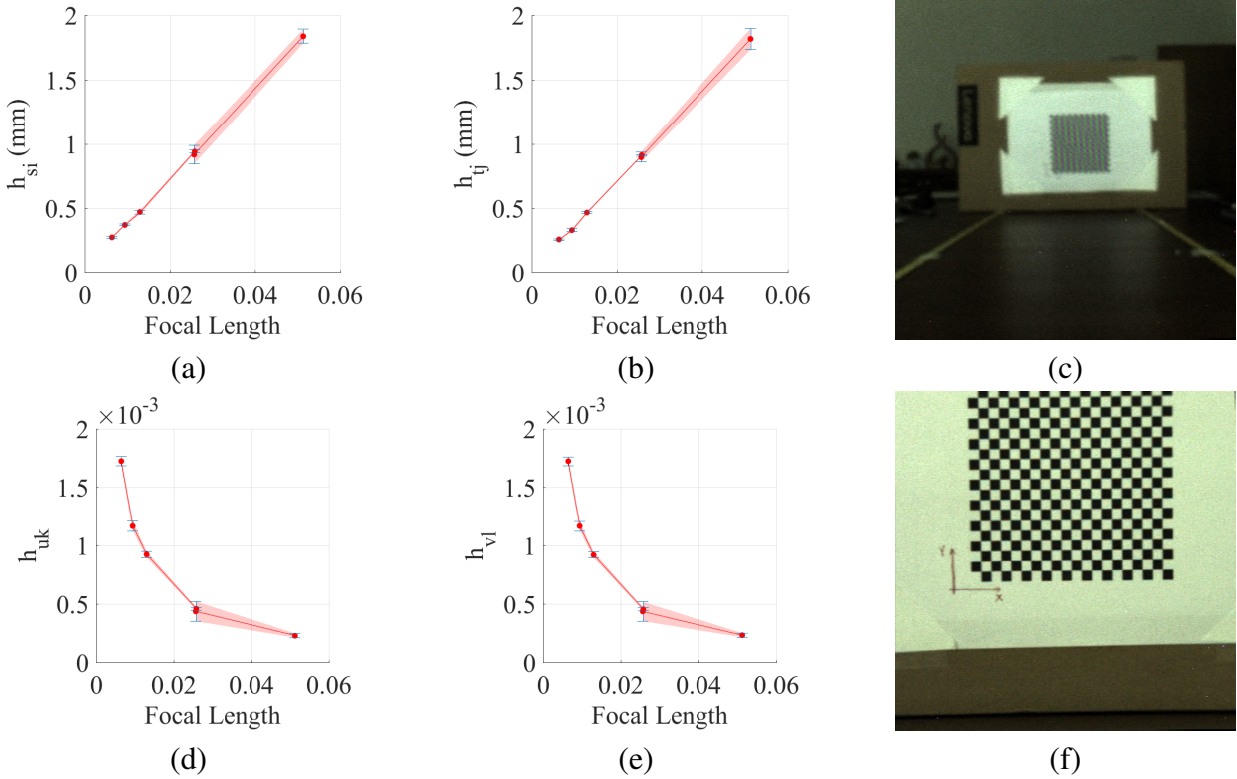 2
1.5
1
0.5
0
h_si (mm)
0 0.02 0.04 0.06
Focal Length
(a)
2
1.5
1
0.5
0
h_tj (mm)
0 0.02 0.04 0.06
Focal Length
(b)
Lenovo
(c)
×10^-3
2
1.5
1
0.5
0
h_uk
0 0.02 0.04 0.06
Focal Length
(d)
×10^-3
2
1.5
1
0.5
0
h_vl
0 0.02 0.04 0.06
Focal Length
(e)
Y
X
(f)